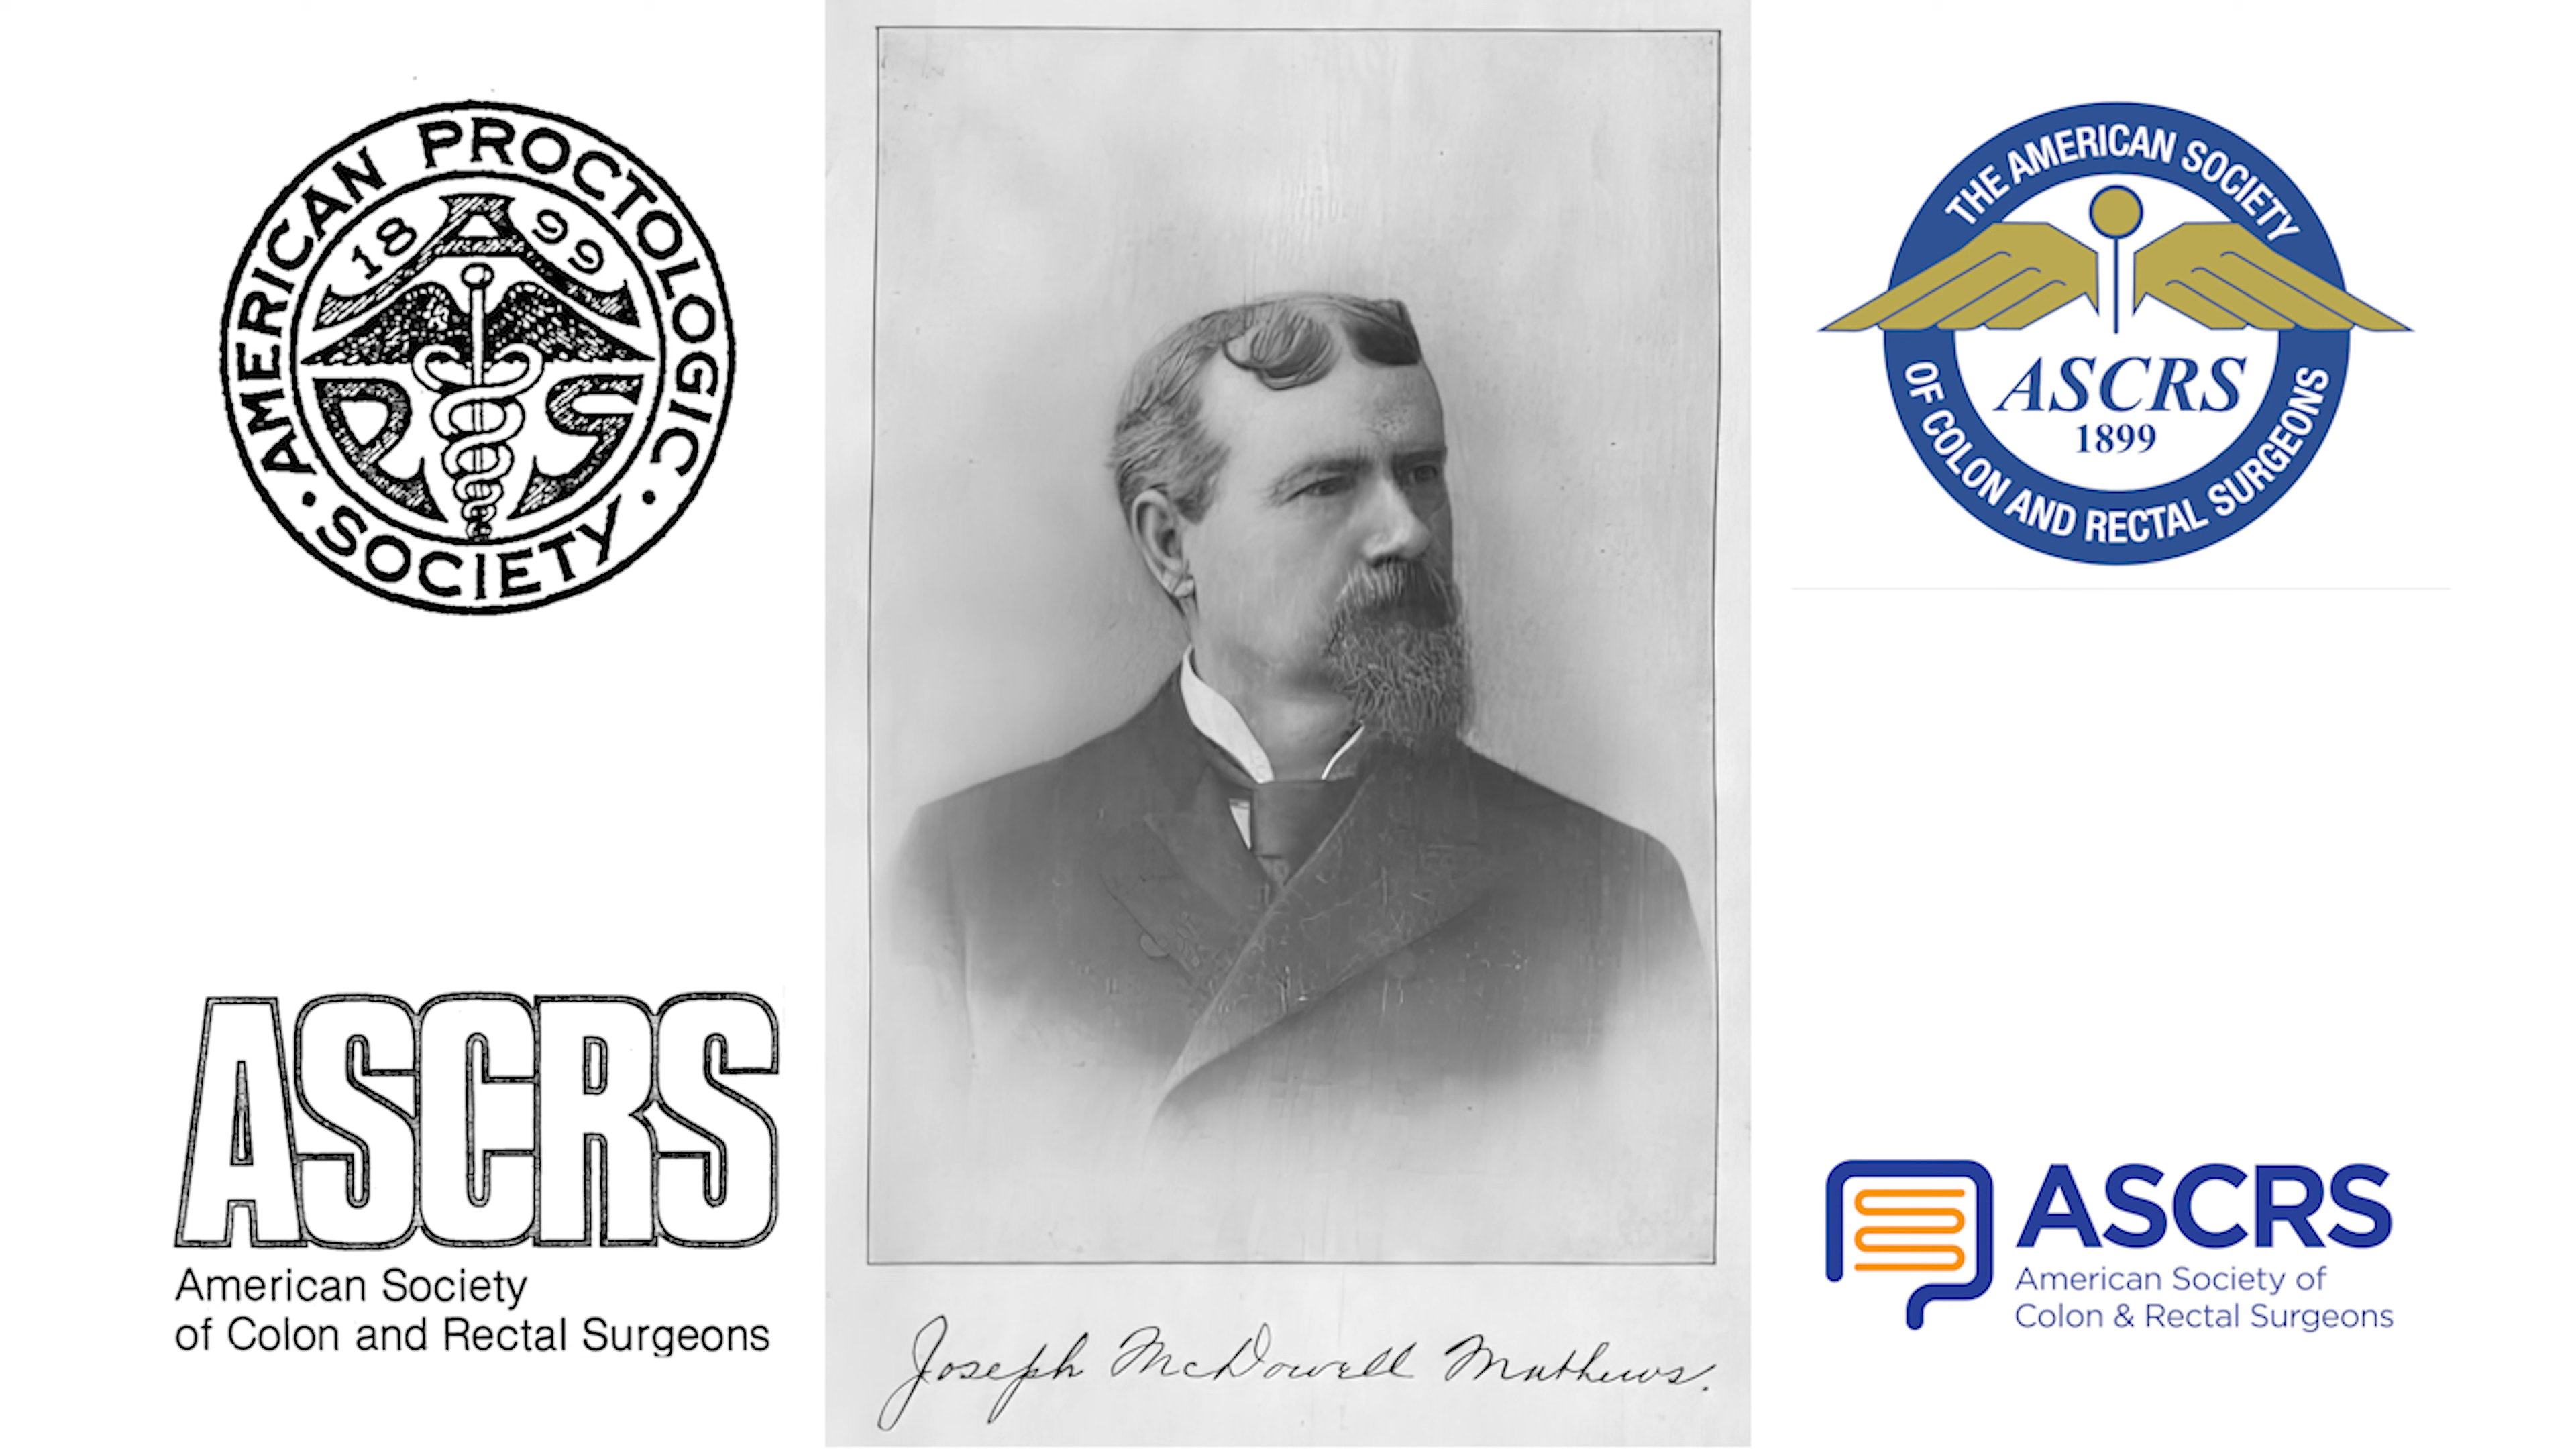 AMERICAN PROCTOLOGIC
· SOCIETY ·
18 99
A
P S
ASCRS
American Society
of Colon and Rectal Surgeons
Joseph McDowell Mathews.
THE AMERICAN SOCIETY
OF COLON AND RECTAL SURGEONS
ASCRS
1899
ASCRS
American Society of
Colon & Rectal Surgeons